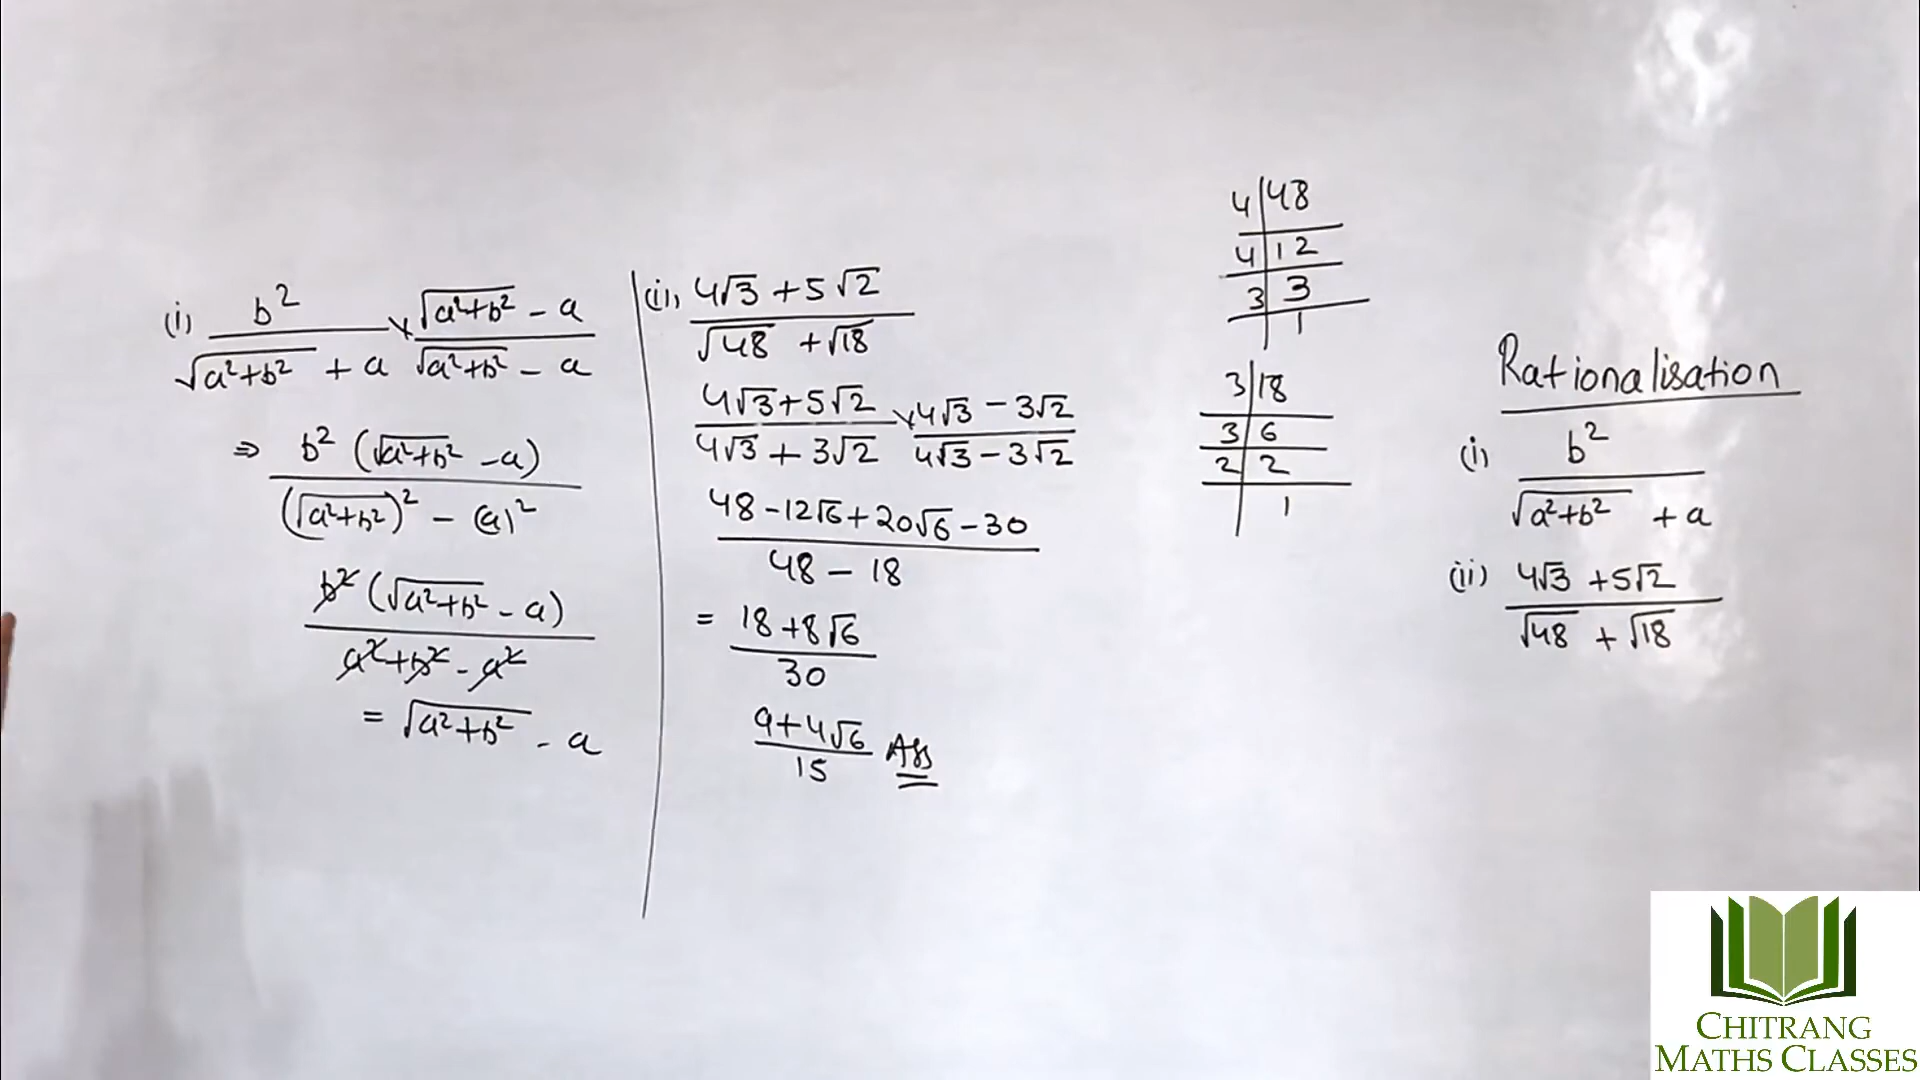 (i) b² / (√(a²+b²) + a) × (√(a²+b²) - a) / (√(a²+b²) - a)
⇒ b² (√(a²+b²) - a) / ((√(a²+b²))² - (a)²)
b² (√(a²+b²) - a) / (a²+b²-a²)
= √(a²+b²) - a
(ii) (4√3 + 5√2) / (√48 + √18)
(4√3+5√2) / (4√3 + 3√2) × (4√3 - 3√2) / (4√3 - 3√2)
(48 - 12√6 + 20√6 - 30) / (48 - 18)
= (18 + 8√6) / 30
(9+4√6) / 15 Ans
4 | 48
4 | 12
3 | 3
1
3 | 18
3 | 6
2 | 2
1
Rationalisation
(i) b² / (√(a²+b²) + a)
(ii) (4√3 + 5√2) / (√48 + √18)
CHITRANG
MATHS CLASSES